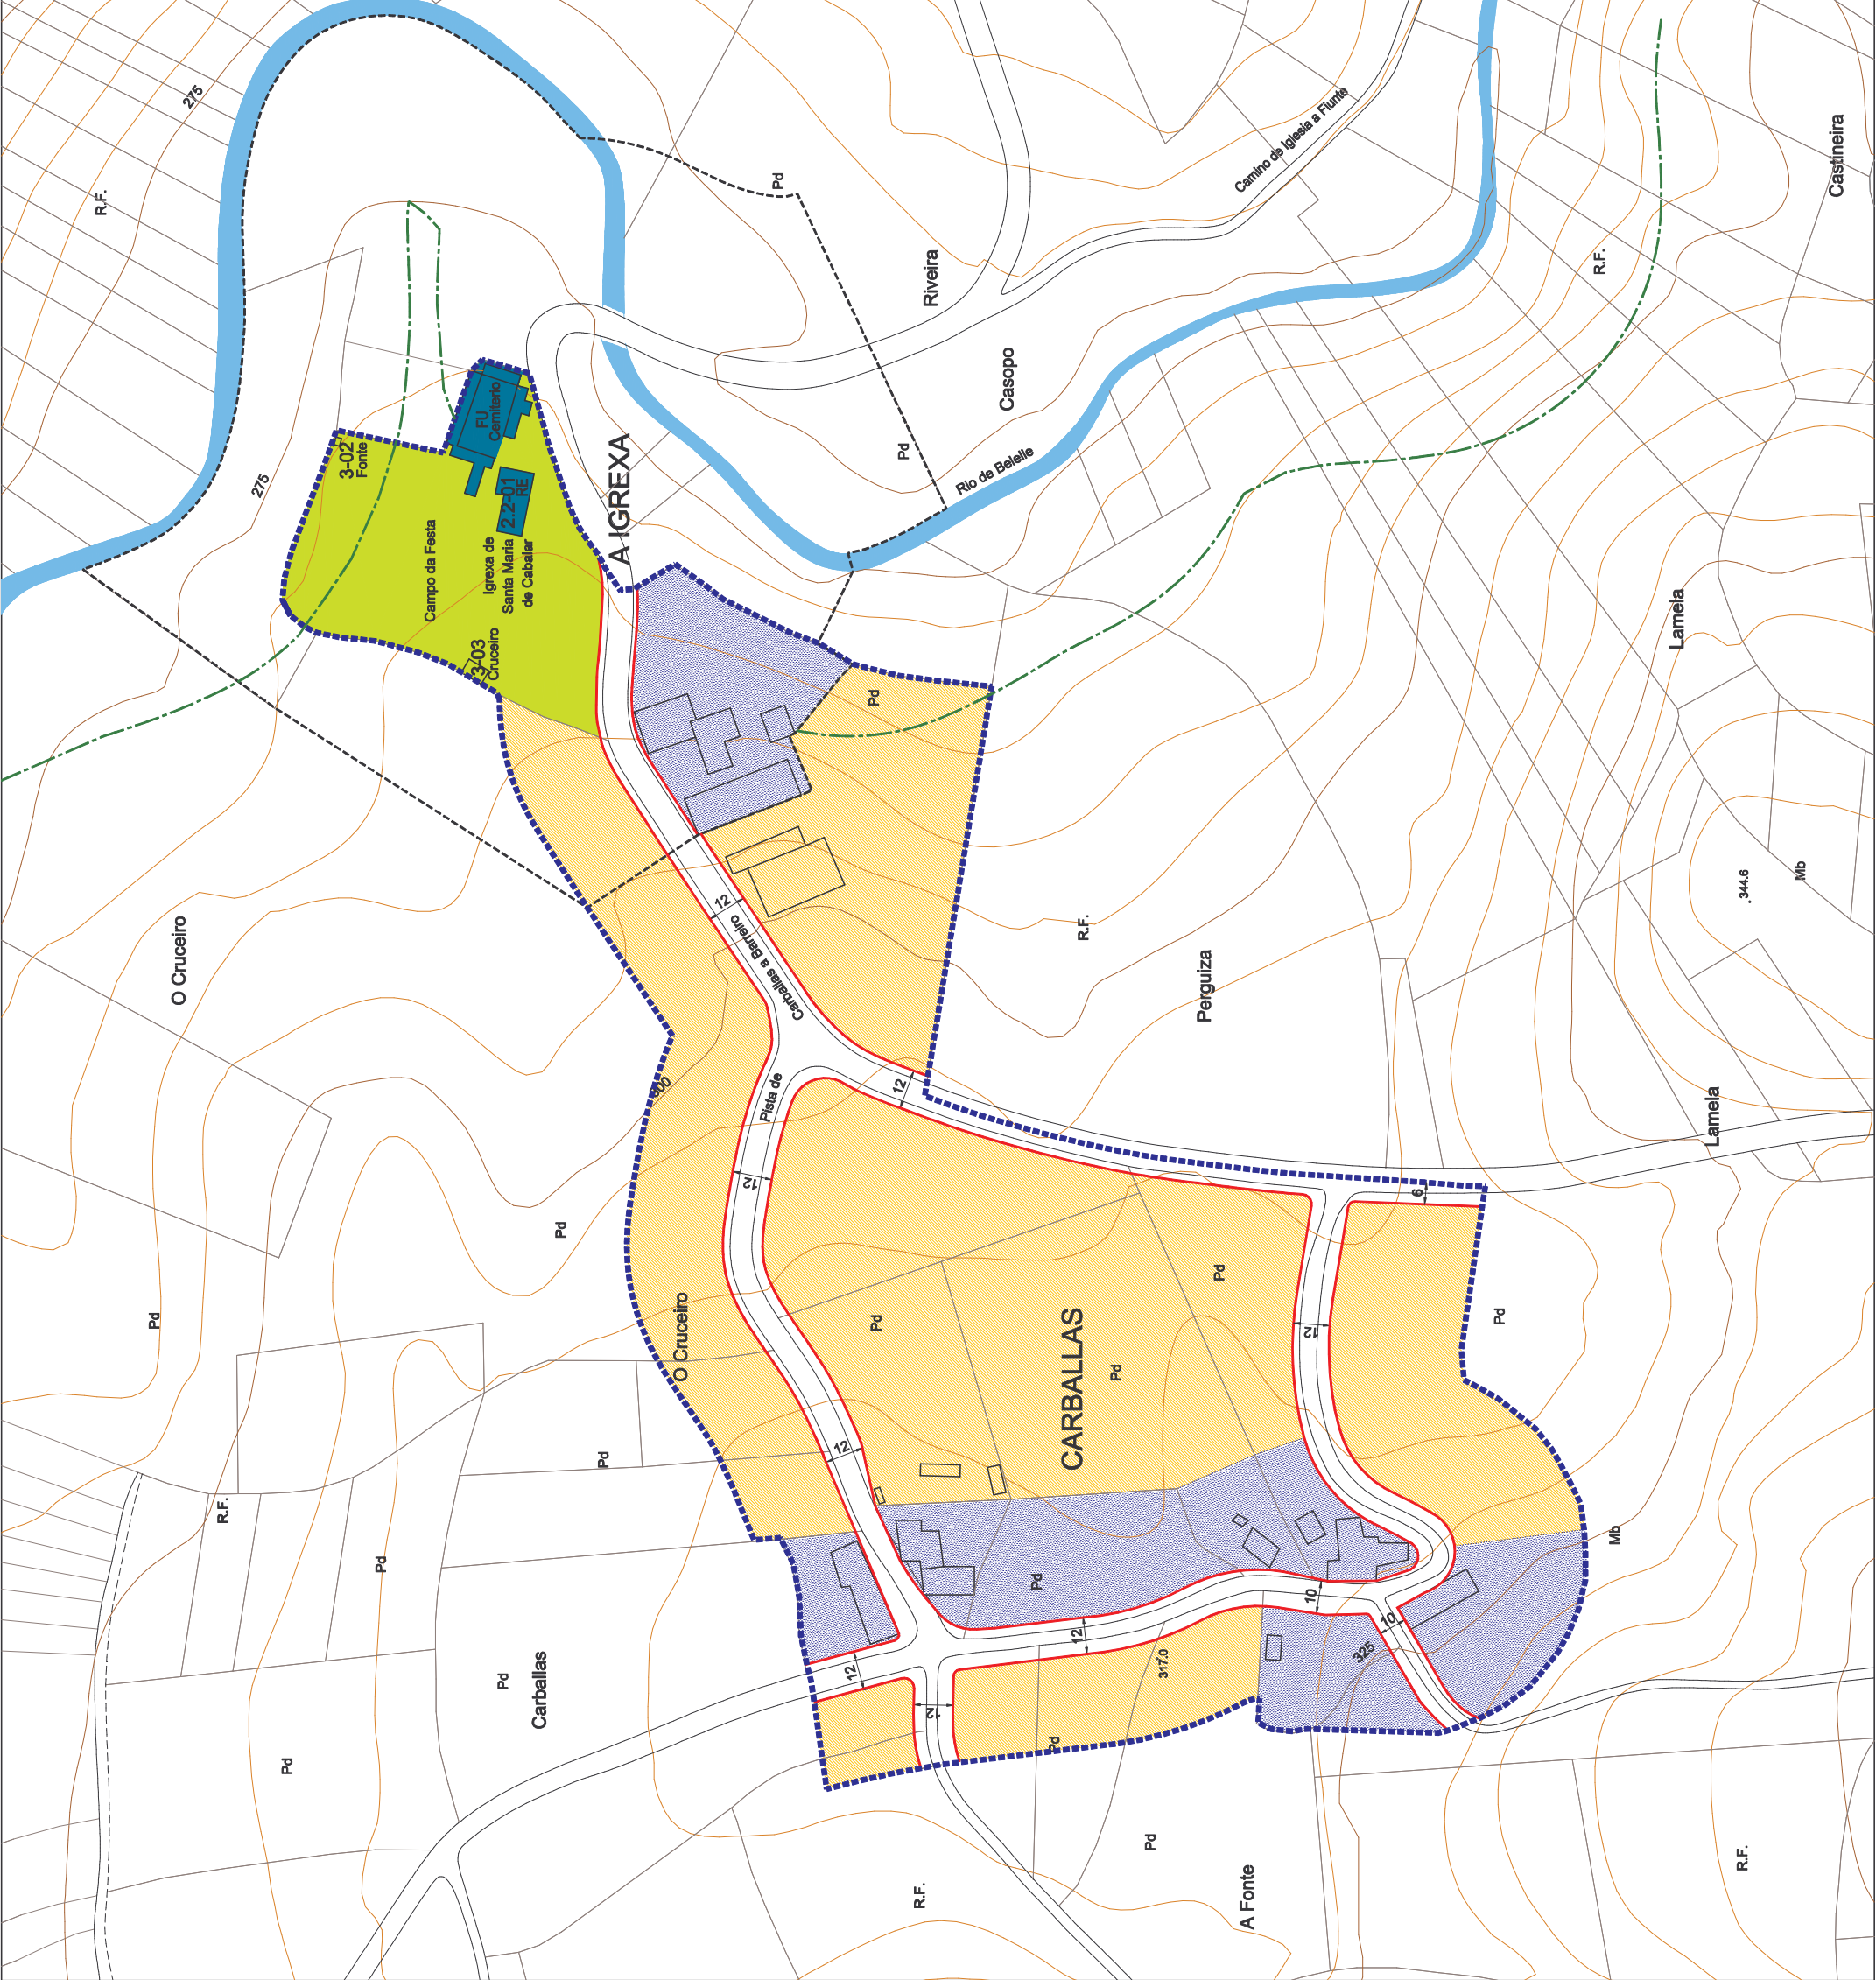 275
R.F.
Pd
Camino de Iglesia a Fiunte
Castineira
Riveira
R.F.
Casopo
FU
Cemiterio
3-02
Fonte
275
A IGREXA
Pd
Rio de Belelle
2.2-01
RE
Campo da Festa
Igrexa de
Santa Maria
de Cabalar
3-03
Cruceiro
Lamela
Pd
344.6
Mb
O Cruceiro
12
Carballas a Barreiro
R.F.
Perguiza
300
Pista de
12
Lamela
12
6
Pd
Pd
Pd
Pd
Pd
O Cruceiro
12
CARBALLAS
Pd
12
Pd
R.F.
Pd
Mb
Pd
10
10
12
325
317.0
12
Pd
Carballas
12
Pd
Pd
Pd
R.F.
A Fonte
R.F.